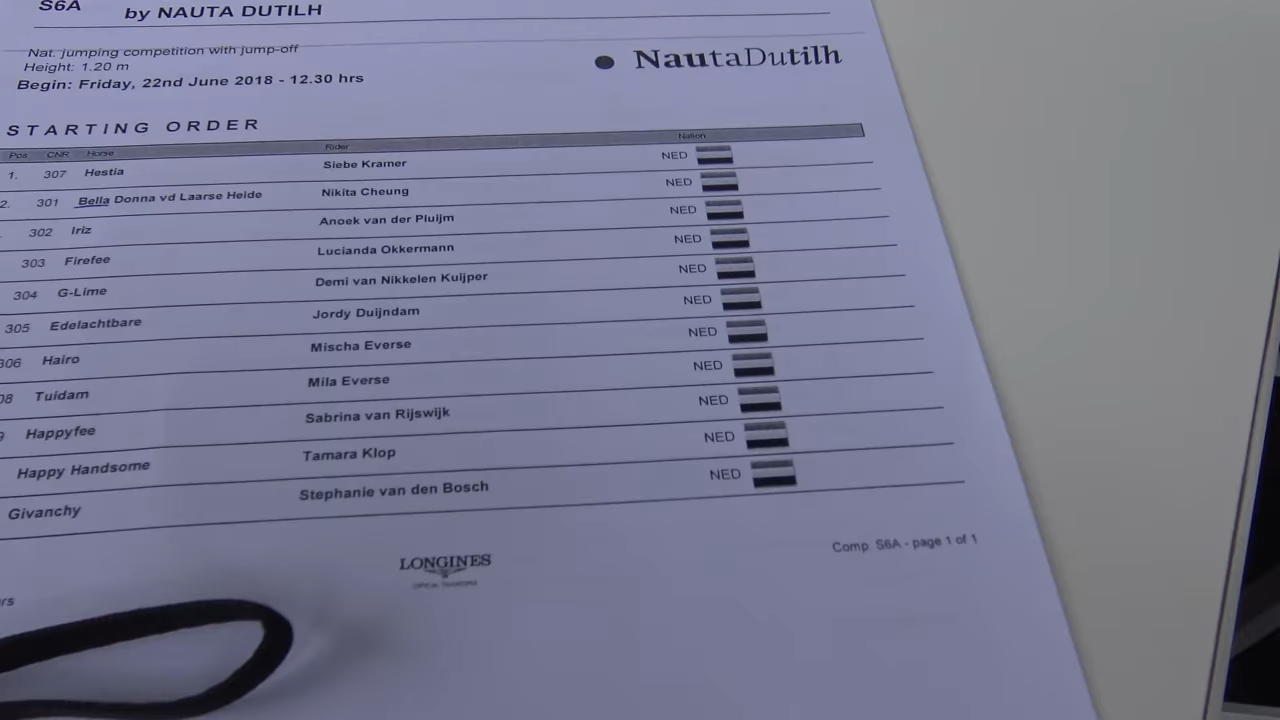 S6A by NAUTA DUTILH
Nat. jumping competition with jump-off
Height: 1.20 m
Begin: Friday, 22nd June 2018 - 12.30 hrs
NautaDutilh
STARTING ORDER
Pos CNR Horse Rider Nation
1. 307 Hestia Siebe Kramer NED
2. 301 Bella Donna vd Laarse Heide Nikita Cheung NED
302 Iriz Anoek van der Pluijm NED
303 Firefee Lucianda Okkermann NED
304 G-Lime Demi van Nikkelen Kuijper NED
305 Edelachtbare Jordy Duijndam NED
306 Hairo Mischa Everse NED
08 Tuidam Mila Everse NED
9 Happyfee Sabrina van Rijswijk NED
Happy Handsome Tamara Klop NED
Givanchy Stephanie van den Bosch NED
LONGINES
Comp. S6A - page 1 of 1
rs